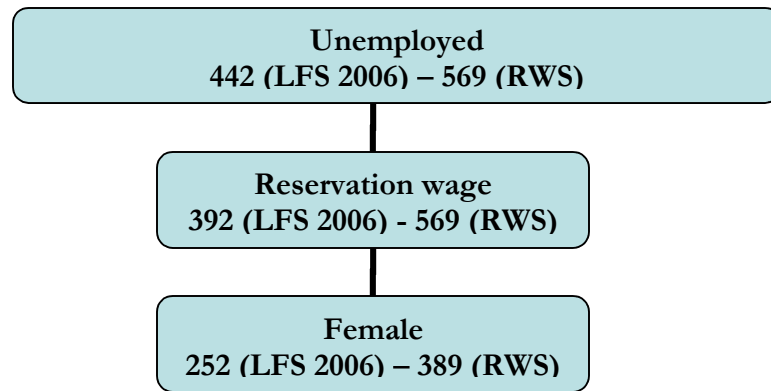 Unemployed
442 (LFS 2006) – 569 (RWS)
Reservation wage
392 (LFS 2006) - 569 (RWS)
Female
252 (LFS 2006) – 389 (RWS)